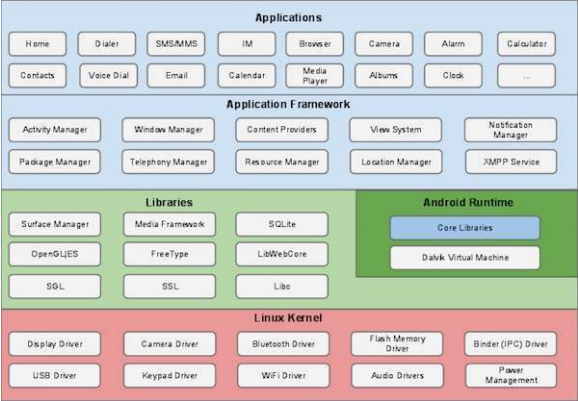 Applications
Home
Dialer
SMS/MMS
IM
Browser
Camera
Alarm
Calculator
Contacts
Voice Dial
Email
Calendar
Media
Player
Albums
Clock
...
Application Framework
Activity Manager
Window Manager
Content Providers
View System
Notification
Manager
Package Manager
Telephony Manager
Resource Manager
Location Manager
XMPP Service
Libraries
Surface Manager
Media Framework
SQLite
OpenGL|ES
FreeType
LibWebCore
SGL
SSL
Libc
Android Runtime
Core Libraries
Dalvik Virtual Machine
Linux Kernel
Display Driver
Camera Driver
Bluetooth Driver
Flash Memory
Driver
Binder (IPC) Driver
USB Driver
Keypad Driver
WiFi Driver
Audio Drivers
Power
Management